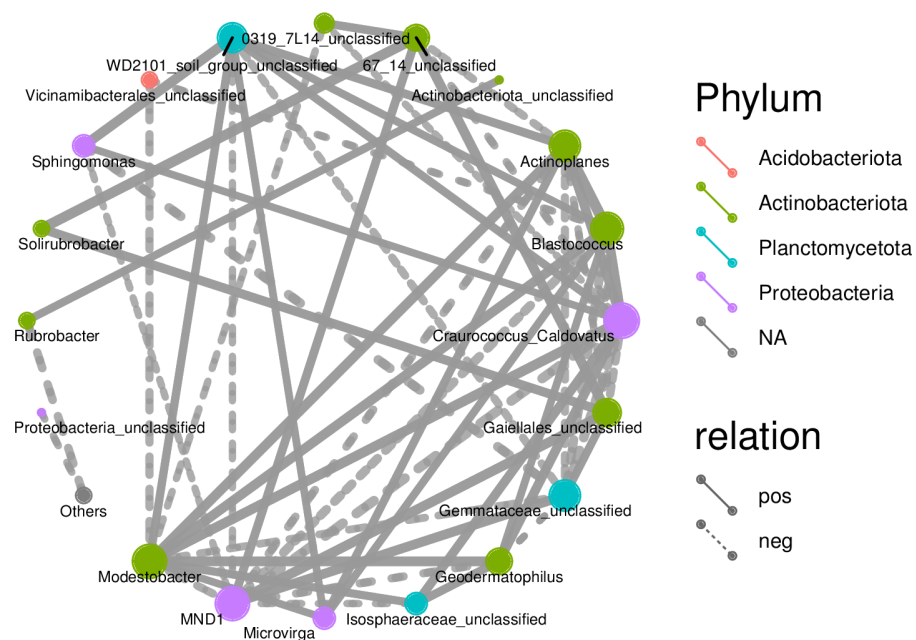 0319_7L14_unclassified
WD2101_soil_group_unclassified
67_14_unclassified
Vicinamibacterales_unclassified
Actinobacteriota_unclassified
Sphingomonas
Actinoplanes
Solirubrobacter
Blastococcus
Rubrobacter
Craurococcus_Caldovatus
Proteobacteria_unclassified
Gaiellales_unclassified
Others
Gemmataceae_unclassified
Modestobacter
Geodermatophilus
MND1
Isosphaeraceae_unclassified
Microvirga
Phylum
Acidobacteriota
Actinobacteriota
Planctomycetota
Proteobacteria
NA
relation
pos
neg